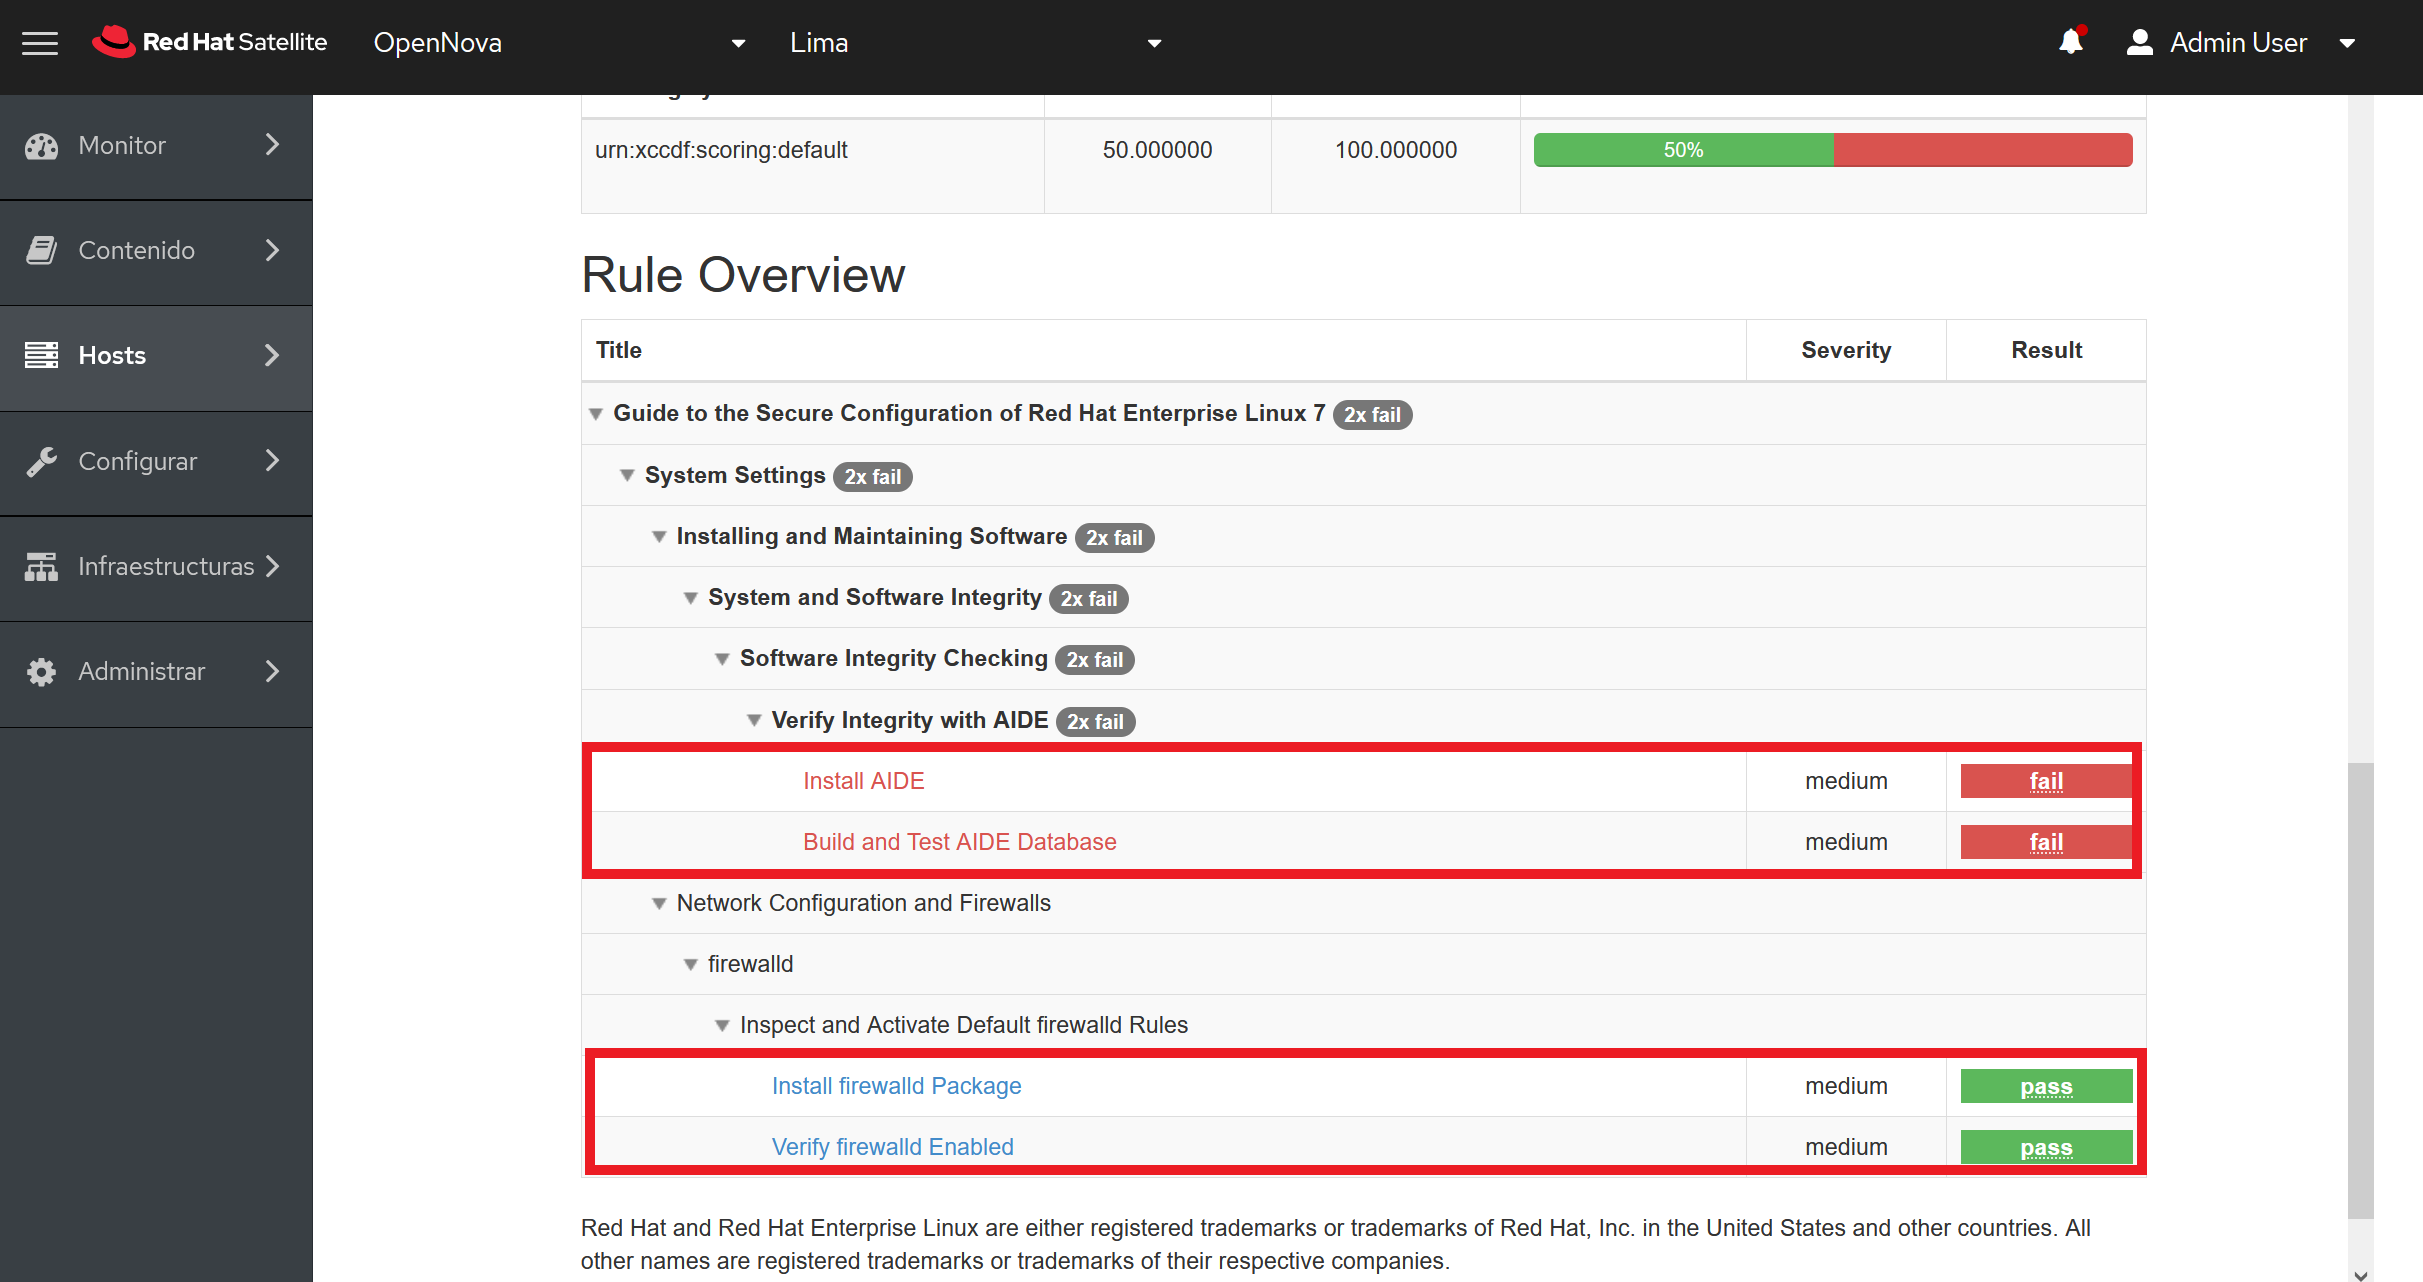 Red Hat Satellite OpenNova Lima Admin User
Monitor
Contenido
Hosts
Configurar
Infraestructuras
Administrar
urn:xccdf:scoring:default 50.000000 100.000000 50%
Rule Overview
Title Severity Result
Guide to the Secure Configuration of Red Hat Enterprise Linux 7 2x fail
System Settings 2x fail
Installing and Maintaining Software 2x fail
System and Software Integrity 2x fail
Software Integrity Checking 2x fail
Verify Integrity with AIDE 2x fail
Install AIDE medium fail
Build and Test AIDE Database medium fail
Network Configuration and Firewalls
firewalld
Inspect and Activate Default firewalld Rules
Install firewalld Package medium pass
Verify firewalld Enabled medium pass
Red Hat and Red Hat Enterprise Linux are either registered trademarks or trademarks of Red Hat, Inc. in the United States and other countries. All
other names are registered trademarks or trademarks of their respective companies.